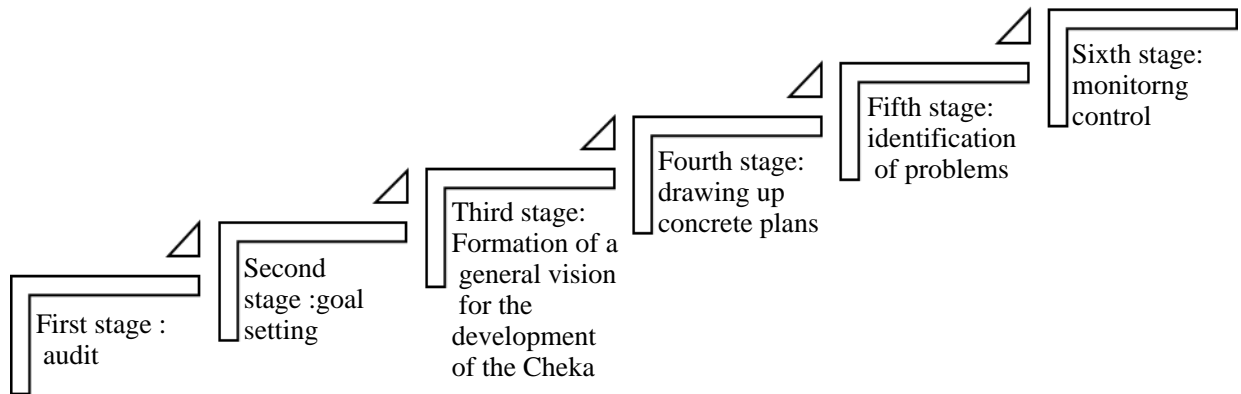 First stage :
audit
Second
stage :goal
setting
Third stage:
Formation of a
general vision
for the
development
of the Cheka
Fourth stage:
drawing up
concrete plans
Fifth stage:
identification
of problems
Sixth stage:
monitorng
control